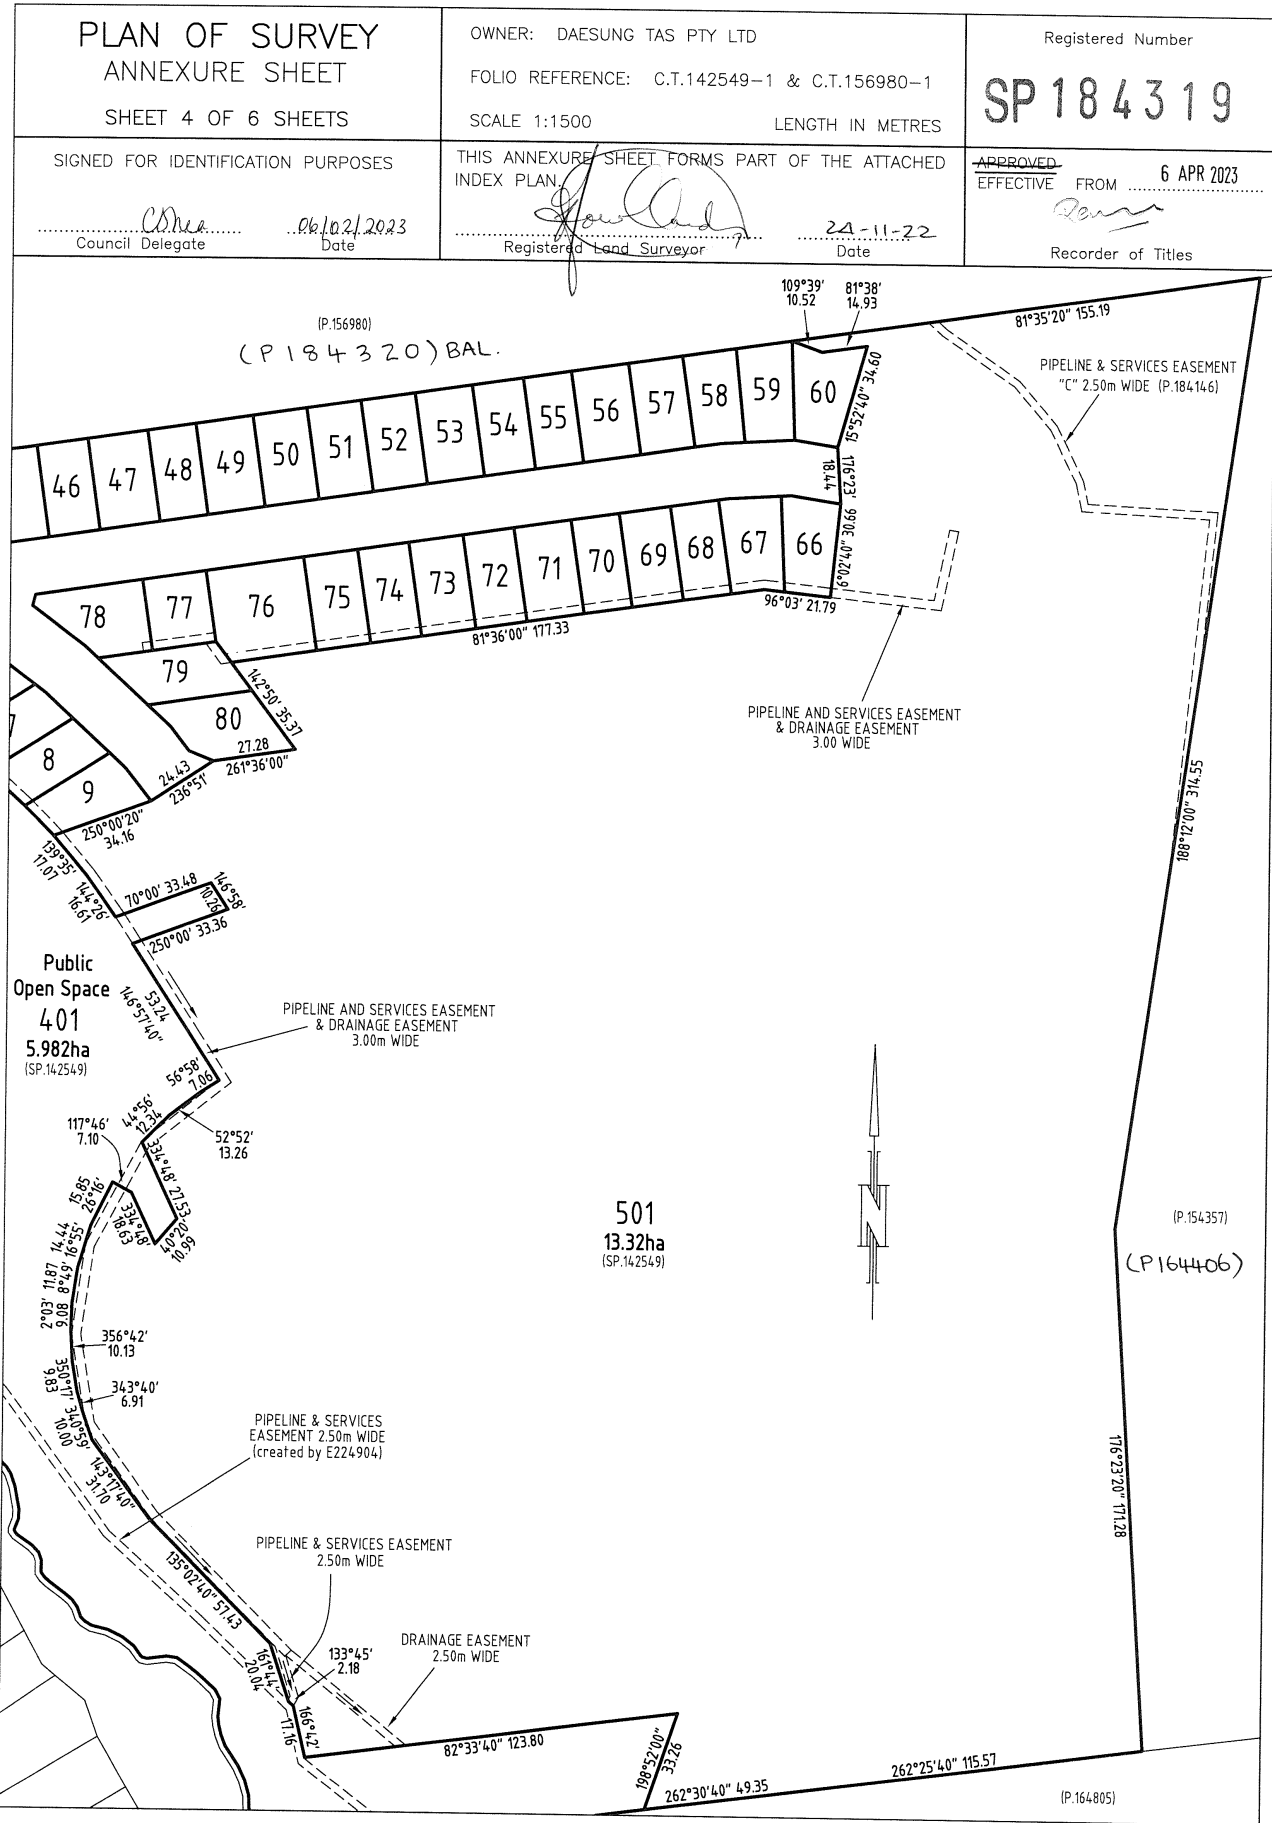 PLAN OF SURVEY
ANNEXURE SHEET
SHEET 4 OF 6 SHEETS
OWNER: DAESUNG TAS PTY LTD
FOLIO REFERENCE: C.T.142549-1 & C.T.156980-1
SCALE 1:1500 LENGTH IN METRES
Registered Number
SP184319
SIGNED FOR IDENTIFICATION PURPOSES
06/02/2023
Council Delegate Date
THIS ANNEXURE SHEET FORMS PART OF THE ATTACHED
INDEX PLAN.
24-11-22
Registered Land Surveyor Date
APPROVED
EFFECTIVE FROM 6 APR 2023
Recorder of Titles
(P.156980)
(P184320) BAL.
109°39'
10.52
81°38'
14.93
81°35'20" 155.19
PIPELINE & SERVICES EASEMENT
"C" 2.50m WIDE (P.184146)
46
47
48
49
50
51
52
53
54
55
56
57
58
59
60
15°52'40" 34.60
176°23'
18.44
6°02'40" 30.66
78
77
76
75
74
73
72
71
70
69
68
67
66
96°03' 21.79
81°36'00" 177.33
79
80
142°50' 35.37
27.28
261°36'00"
24.43
236°51'
7
8
9
250°00'20"
34.16
PIPELINE AND SERVICES EASEMENT
& DRAINAGE EASEMENT
3.00 WIDE
188°12'00" 314.55
139°35'
17.07
144°26'
16.61
70°00' 33.48
146°58'
10.26
250°00' 33.36
Public
Open Space
401
5.982ha
(SP.142549)
53.24
146°57'40"
PIPELINE AND SERVICES EASEMENT
& DRAINAGE EASEMENT
3.00m WIDE
56°58'
7.06
44°56'
12.34
52°52'
13.26
117°46'
7.10
334°48' 27.53
334°48'
18.63
40°20'
10.99
15.85
26°16'
14.44
16°55'
11.87
8°49'
2°03'
9.08
356°42'
10.13
350°17'
9.83
343°40'
6.91
340°59'
10.00
143°17'40"
31.70
501
13.32ha
(SP.142549)
N
(P.154357)
(P164406)
PIPELINE & SERVICES
EASEMENT 2.50m WIDE
(created by E224904)
176°23'20" 171.28
PIPELINE & SERVICES EASEMENT
2.50m WIDE
135°02'40" 57.43
DRAINAGE EASEMENT
2.50m WIDE
161°44'
20.04
133°45'
2.18
166°42'
17.16
82°33'40" 123.80
198°52'00"
33.26
262°30'40" 49.35
262°25'40" 115.57
(P.164805)